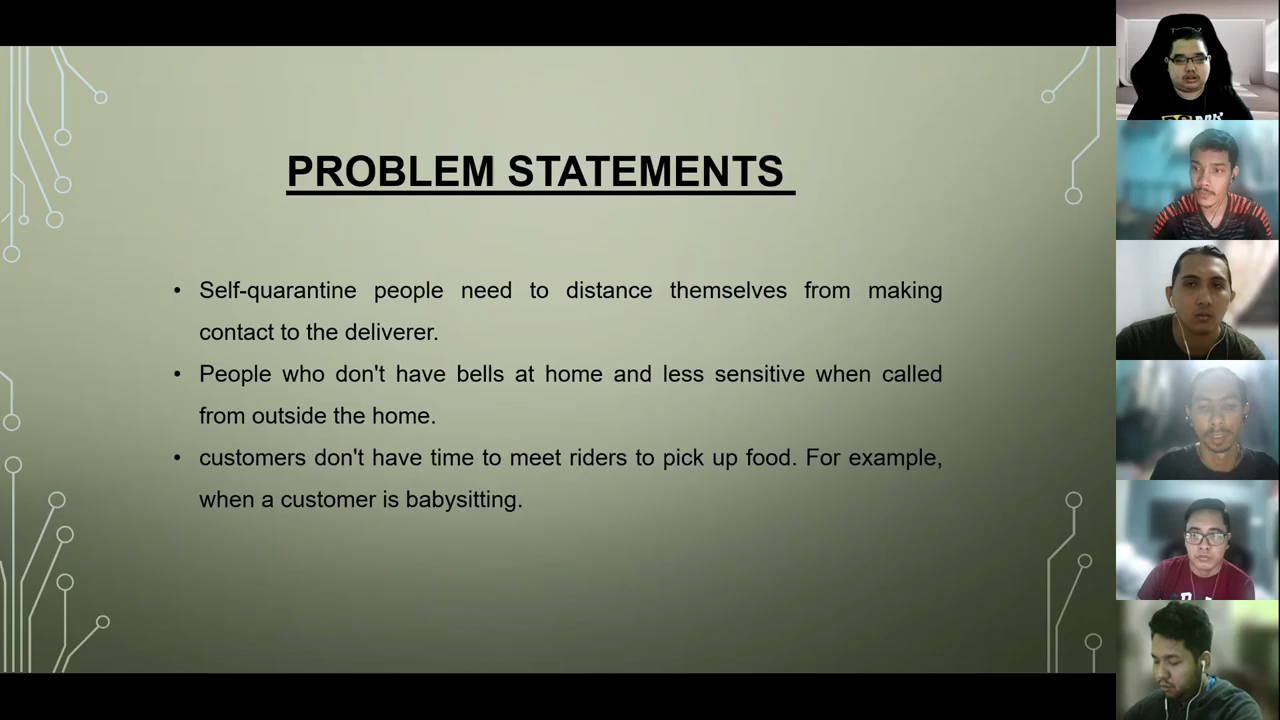 PROBLEM STATEMENTS
• Self-quarantine people need to distance themselves from making
contact to the deliverer.
• People who don't have bells at home and less sensitive when called
from outside the home.
• customers don't have time to meet riders to pick up food. For example,
when a customer is babysitting.